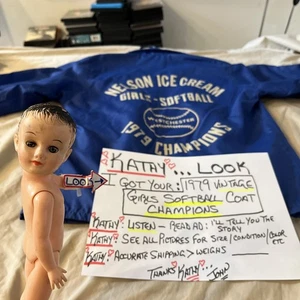 NELSON ICE CREAM
GIRLS - SOFTBALL
WESTCHESTER
1979 CHAMPIONS
KATHY... LOOK
LOOK
I GOT YOUR: 1979 VINTAGE
GIRLS SOFTBALL COAT
CHAMPIONS
KATHY: LISTEN - READ AD: I'LL TELL YOU THE
STORY
KATHY: SEE ALL PICTURES FOR SIZE/CONDITION/COLOR
ETC
KATHY: ACCURATE SHIPPING > WEIGHS
THANKS KATHY... JOHN